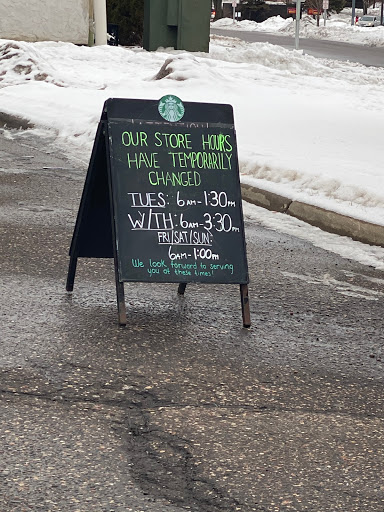 OUR STORE HOURS
HAVE TEMPORARILY
CHANGED
TUES: 6AM-1:30PM
W/TH: 6AM-3:30PM
FRI/SAT/SUN:
6AM-1:00PM
We look forward to serving
you at these times!